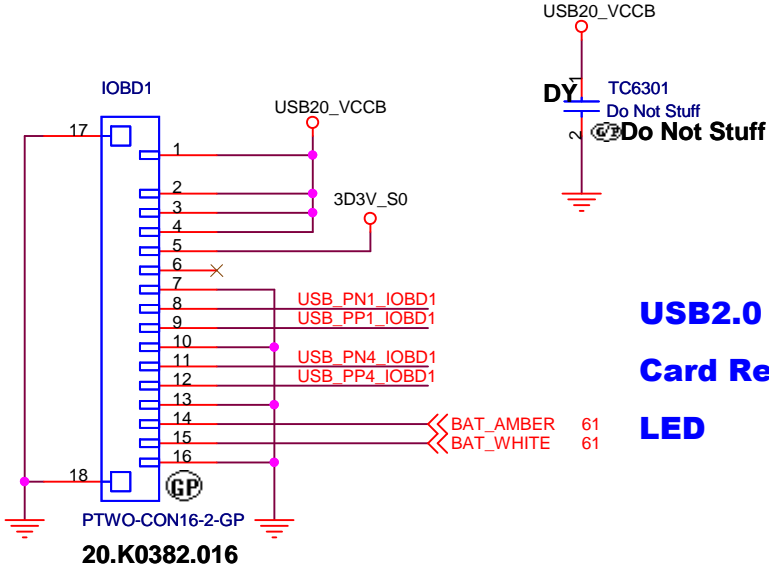 USB20_VCCB
DY
1
TC6301
Do Not Stuff
2
GP Do Not Stuff
IOBD1
USB20_VCCB
3D3V_S0
17
1
2
3
4
5
6
7
8 USB_PN1_IOBD1
9 USB_PP1_IOBD1
10
11 USB_PN4_IOBD1
12 USB_PP4_IOBD1
13
14 BAT_AMBER 61
15 BAT_WHITE 61
16
18
GP
PTWO-CON16-2-GP
20.K0382.016
USB2.0
Card Re
LED